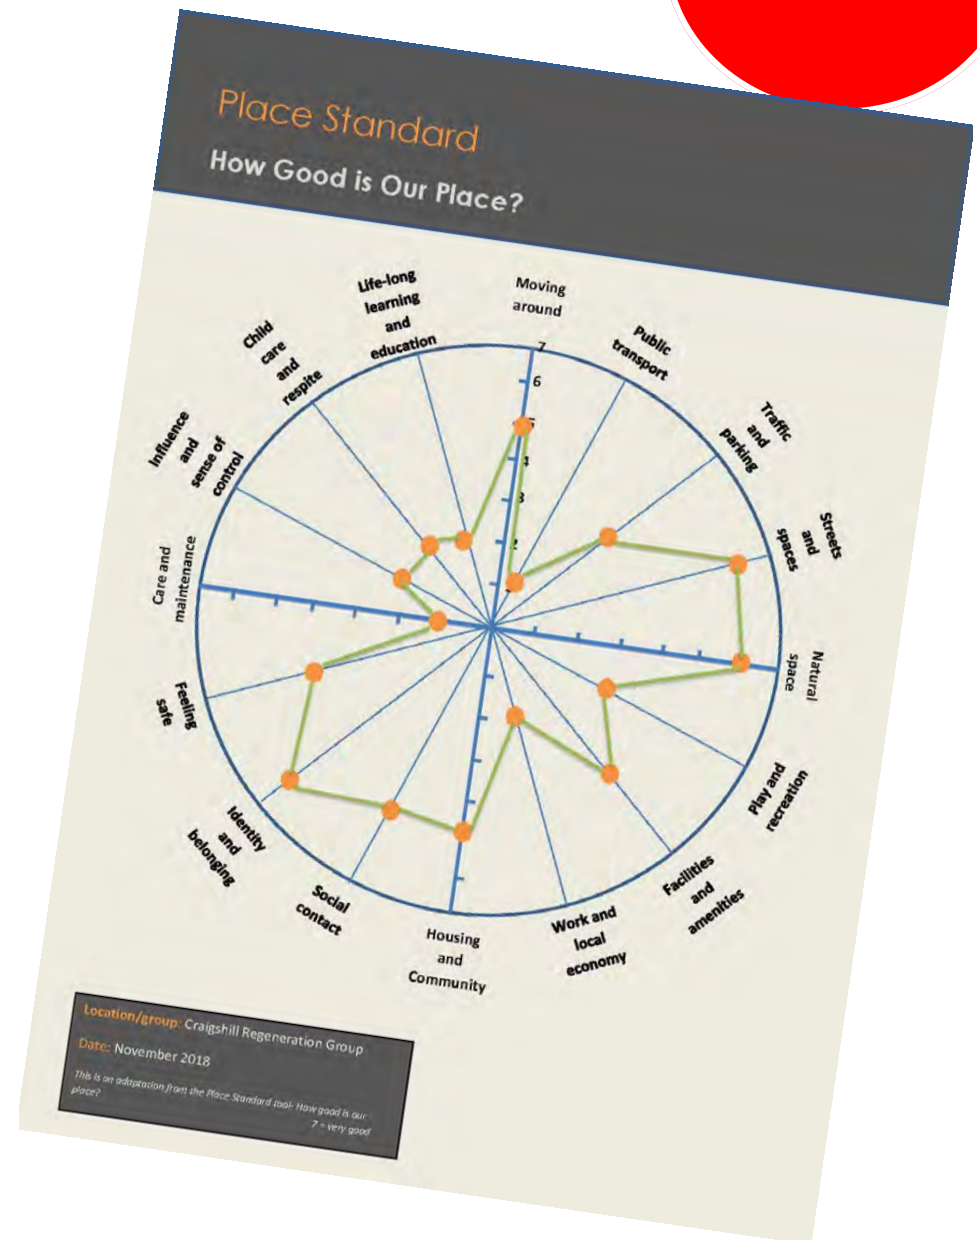 Place Standard
How Good is Our Place?
Moving
around
Public
transport
Traffic
and
parking
Streets
and
spaces
Natural
space
Play and
recreation
Facilities
and
amenities
Work and
local
economy
Housing
and
Community
Social
contact
Identity
and
belonging
Feeling
safe
Care and
maintenance
Influence
and
sense of
control
Child
care
and
respite
Life-long
learning
and
education
7
6
5
4
3
2
Location/group: Craigshill Regeneration Group
Date: November 2018
This is an adaptation from the Place Standard tool- How good is our
place?
7 = very good